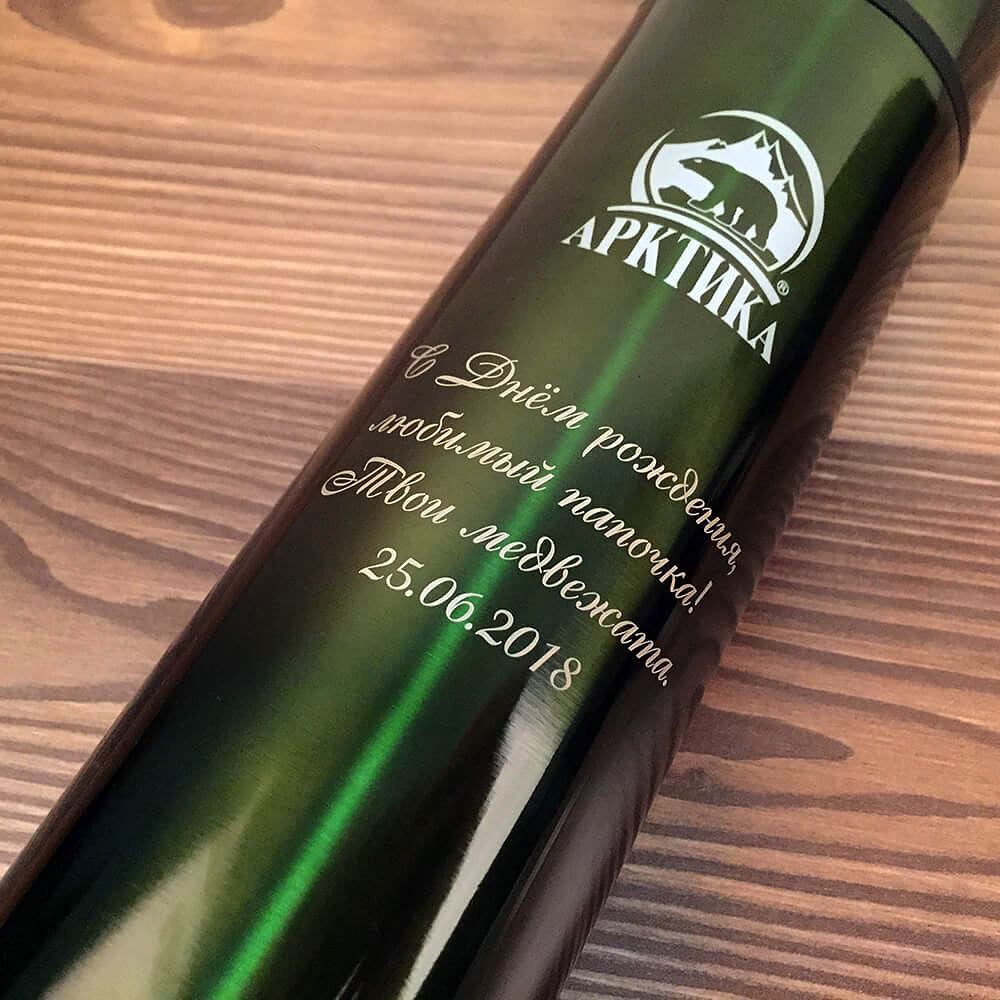 АРКТИКА®
С Днём рождения,
любимый папочка!
Твои медвежата.
25.06.2018